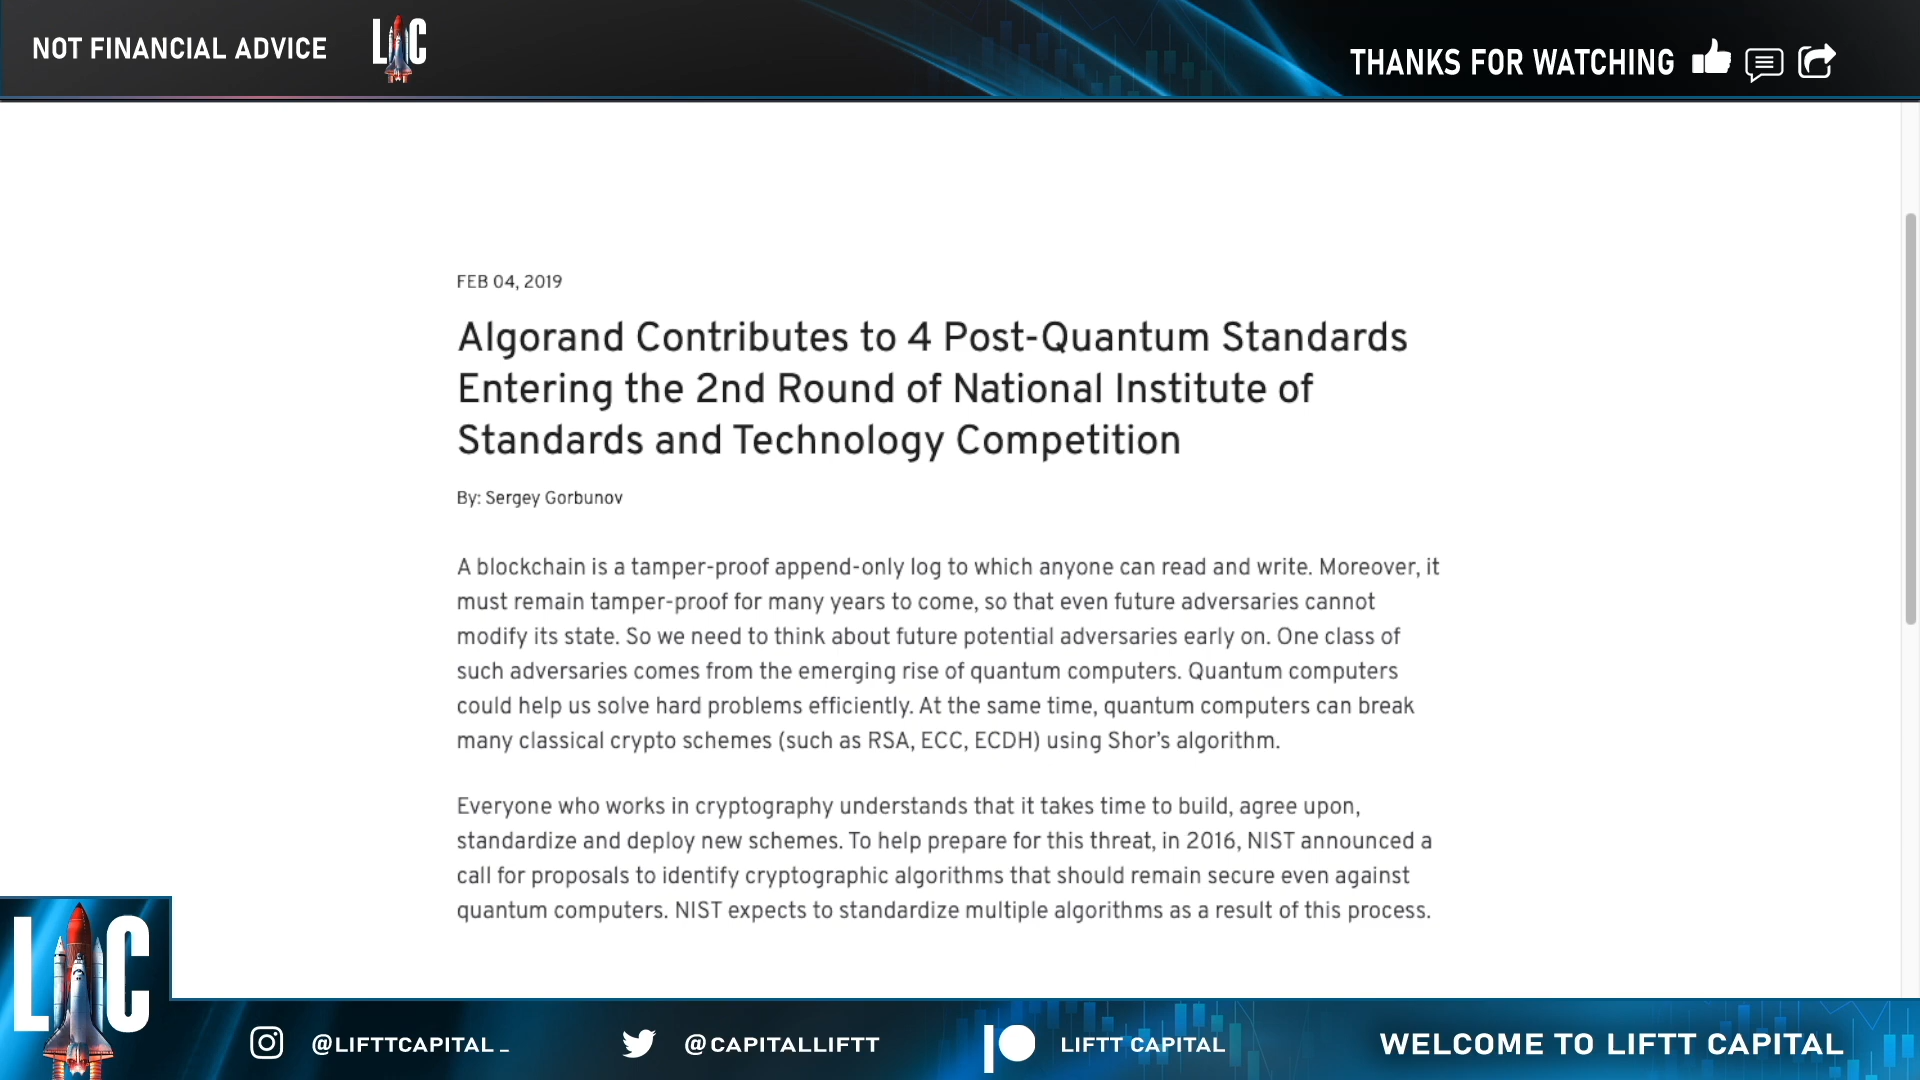 NOT FINANCIAL ADVICE
LC
THANKS FOR WATCHING
FEB 04, 2019
Algorand Contributes to 4 Post-Quantum Standards
Entering the 2nd Round of National Institute of
Standards and Technology Competition
By: Sergey Gorbunov
A blockchain is a tamper-proof append-only log to which anyone can read and write. Moreover, it
must remain tamper-proof for many years to come, so that even future adversaries cannot
modify its state. So we need to think about future potential adversaries early on. One class of
such adversaries comes from the emerging rise of quantum computers. Quantum computers
could help us solve hard problems efficiently. At the same time, quantum computers can break
many classical crypto schemes (such as RSA, ECC, ECDH) using Shor’s algorithm.
Everyone who works in cryptography understands that it takes time to build, agree upon,
standardize and deploy new schemes. To help prepare for this threat, in 2016, NIST announced a
call for proposals to identify cryptographic algorithms that should remain secure even against
quantum computers. NIST expects to standardize multiple algorithms as a result of this process.
LC
@LIFTTCAPITAL_
@CAPITALLIFTT
LIFTT CAPITAL
WELCOME TO LIFTT CAPITAL